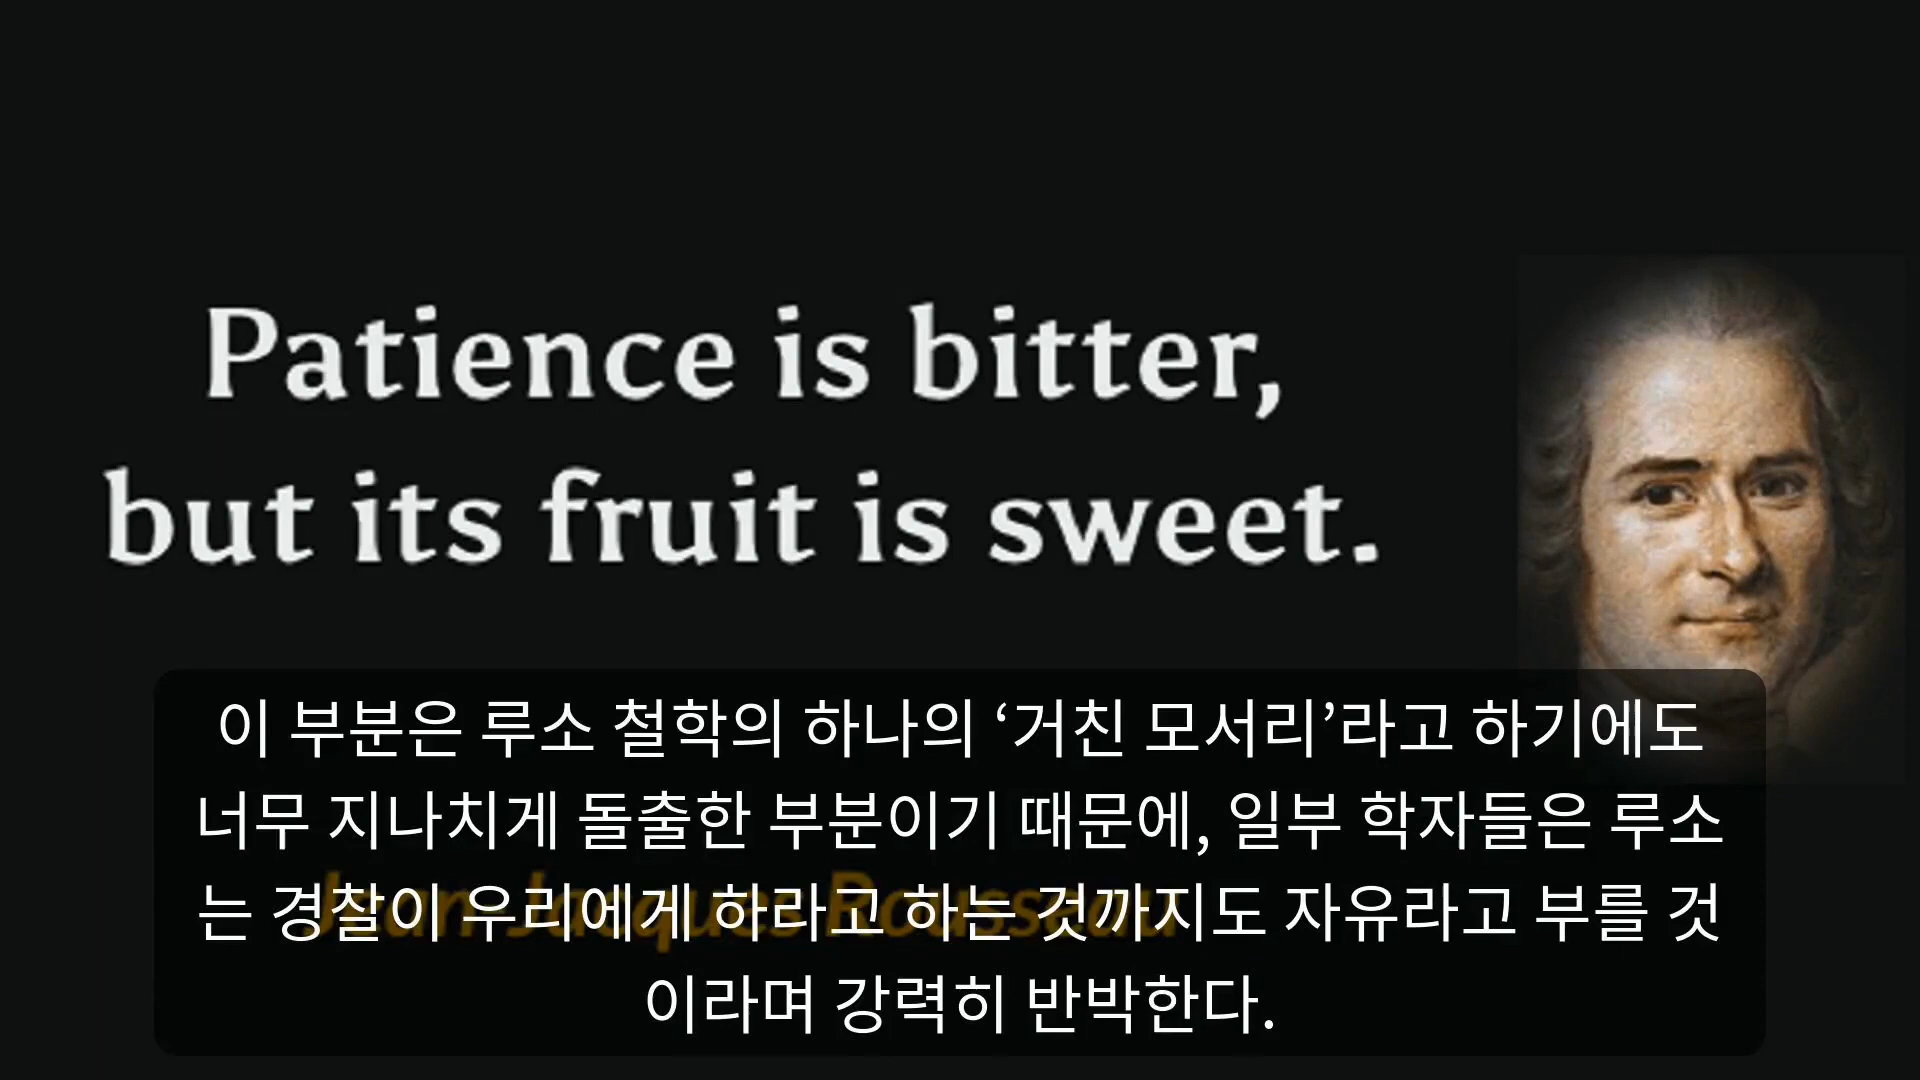 Patience is bitter,
but its fruit is sweet.
이 부분은 루소 철학의 하나의 ‘거친 모서리’라고 하기에도
너무 지나치게 돌출한 부분이기 때문에, 일부 학자들은 루소
는 경찰이 우리에게 하라고 하는 것까지도 자유라고 부를 것
이라며 강력히 반박한다.
Jean-Jacques Rousseau